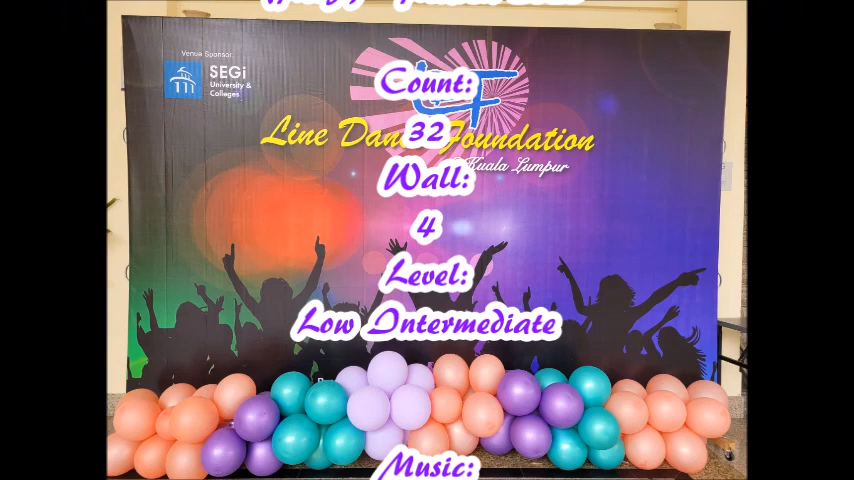 Venue Sponsor:
SEGi
University &
Colleges
Count:
32
Line Dance Foundation
Kuala Lumpur
Wall:
4
Level:
Low Intermediate
Music: